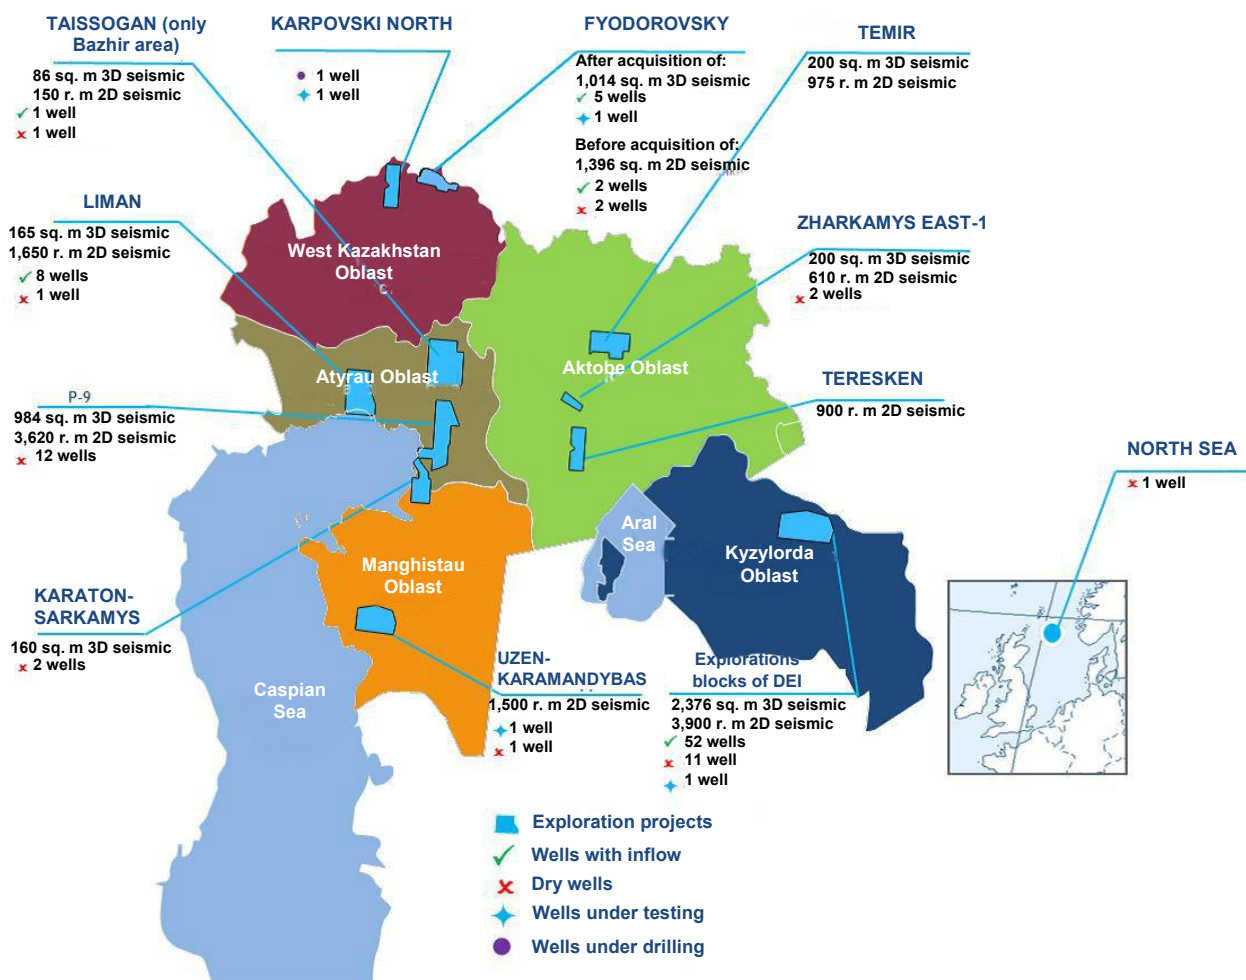 TAISSOGAN (only
Bazhir area)
86 sq. m 3D seismic
150 r. m 2D seismic
1 well
1 well
KARPOVSKI NORTH
1 well
1 well
FYODOROVSKY
After acquisition of:
1,014 sq. m 3D seismic
5 wells
1 well
Before acquisition of:
1,396 sq. m 2D seismic
2 wells
2 wells
TEMIR
200 sq. m 3D seismic
975 r. m 2D seismic
LIMAN
165 sq. m 3D seismic
1,650 r. m 2D seismic
8 wells
1 well
ZHARKAMYS EAST-1
200 sq. m 3D seismic
610 r. m 2D seismic
2 wells
West Kazakhstan
Oblast
Atyrau Oblast
Aktobe Oblast
P-9
984 sq. m 3D seismic
3,620 r. m 2D seismic
12 wells
TERESKEN
900 r. m 2D seismic
NORTH SEA
1 well
Aral
Sea
Kyzylorda
Oblast
Manghistau
Oblast
KARATON-
SARKAMYS
160 sq. m 3D seismic
2 wells
Caspian
Sea
UZEN-
KARAMANDYBAS
1,500 r. m 2D seismic
1 well
1 well
Explorations
blocks of DEI
2,376 sq. m 3D seismic
3,900 r. m 2D seismic
52 wells
11 well
1 well
Exploration projects
Wells with inflow
Dry wells
Wells under testing
Wells under drilling